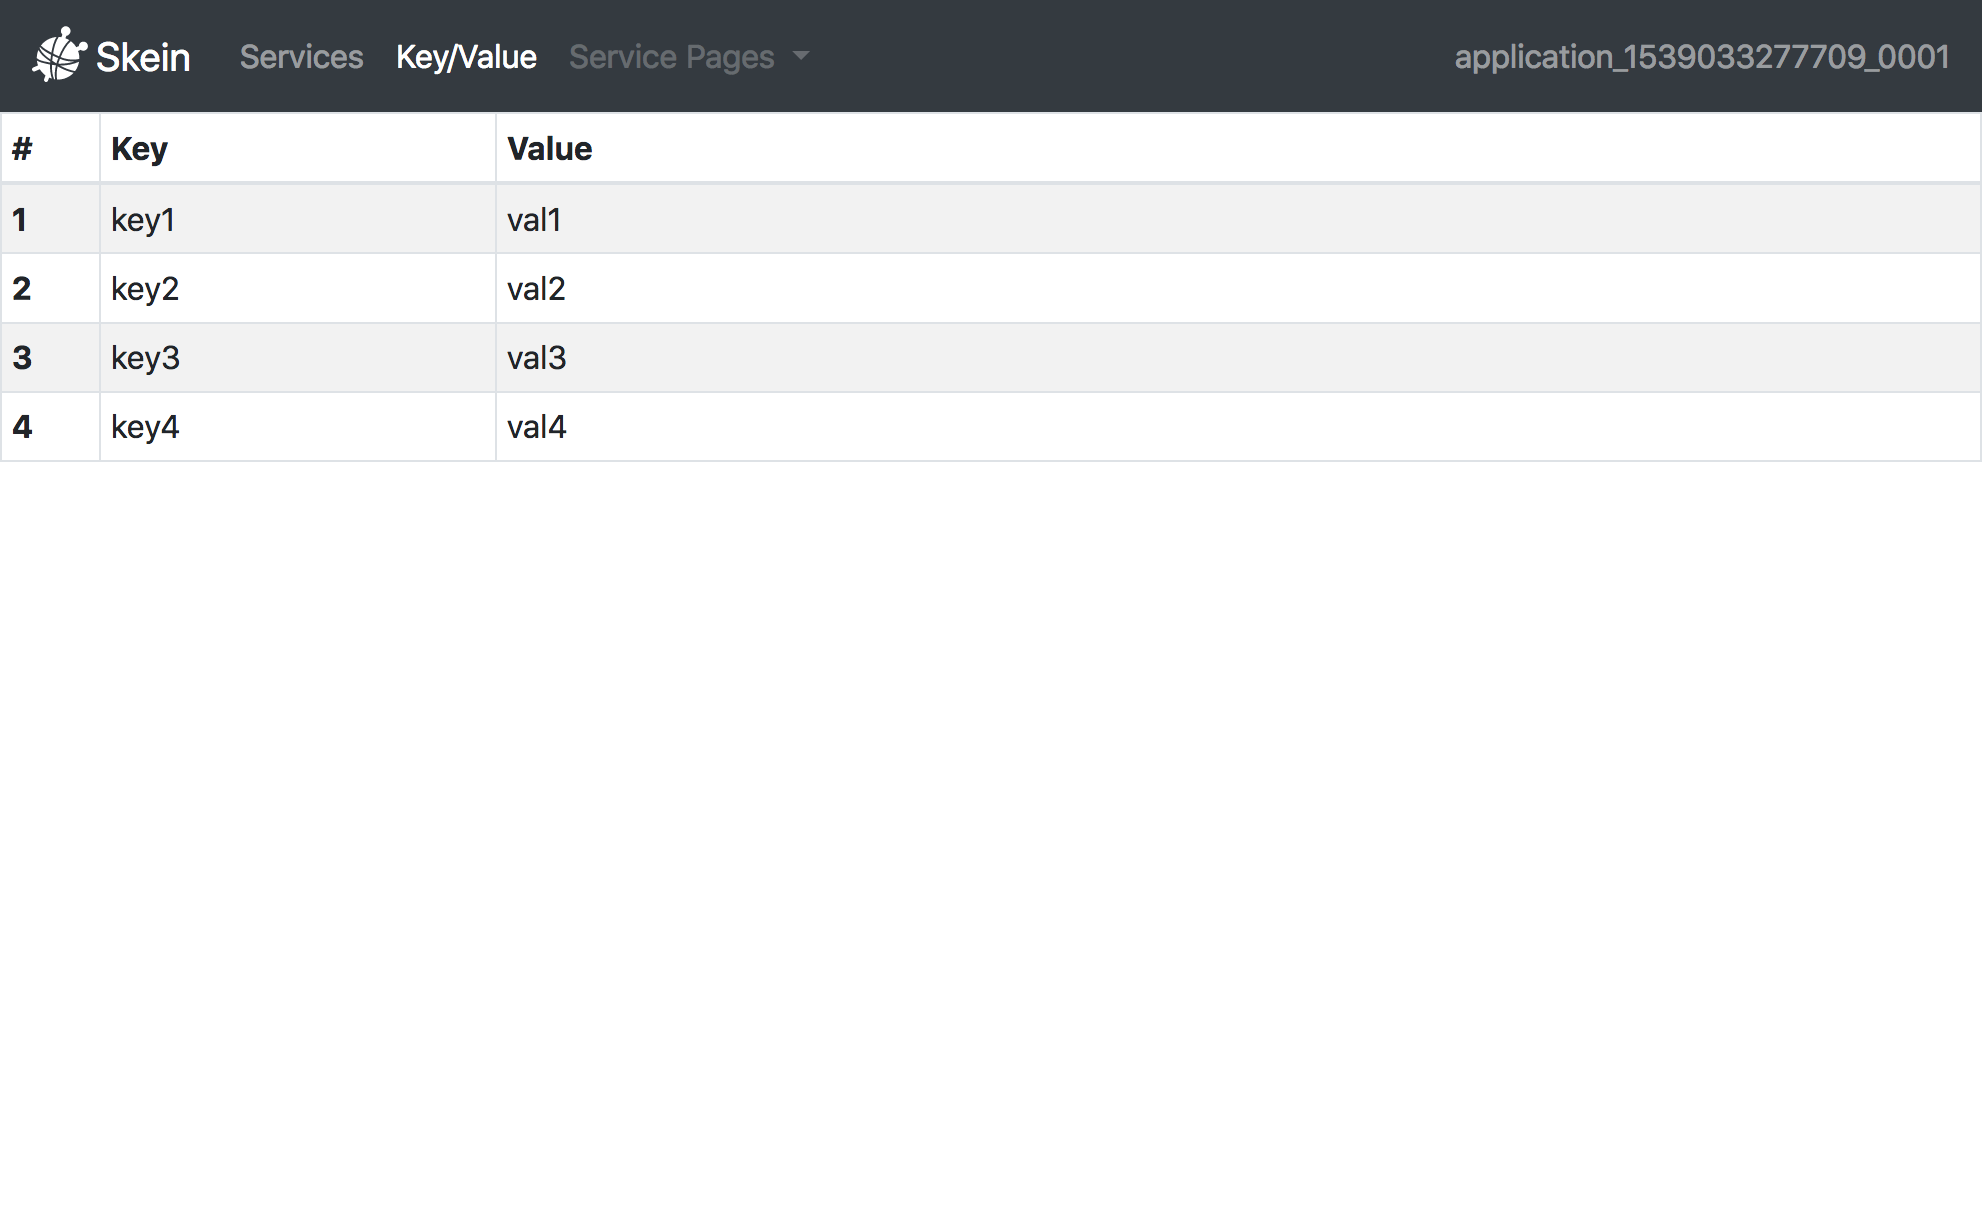 Skein Services Key/Value Service Pages application_1539033277709_0001
# Key Value
1 key1 val1
2 key2 val2
3 key3 val3
4 key4 val4